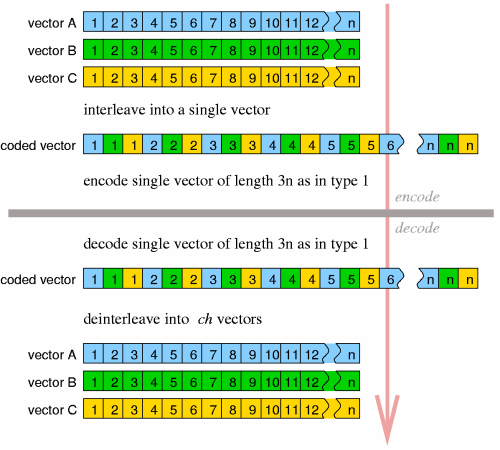 vector A 1 2 3 4 5 6 7 8 9 10 11 12 n
vector B 1 2 3 4 5 6 7 8 9 10 11 12 n
vector C 1 2 3 4 5 6 7 8 9 10 11 12 n
interleave into a single vector
coded vector 1 1 1 2 2 2 3 3 3 4 4 4 5 5 5 6 n n n
encode single vector of length 3n as in type 1
encode
decode
decode single vector of length 3n as in type 1
coded vector 1 1 1 2 2 2 3 3 3 4 4 4 5 5 5 6 n n n
deinterleave into ch vectors
vector A 1 2 3 4 5 6 7 8 9 10 11 12 n
vector B 1 2 3 4 5 6 7 8 9 10 11 12 n
vector C 1 2 3 4 5 6 7 8 9 10 11 12 n